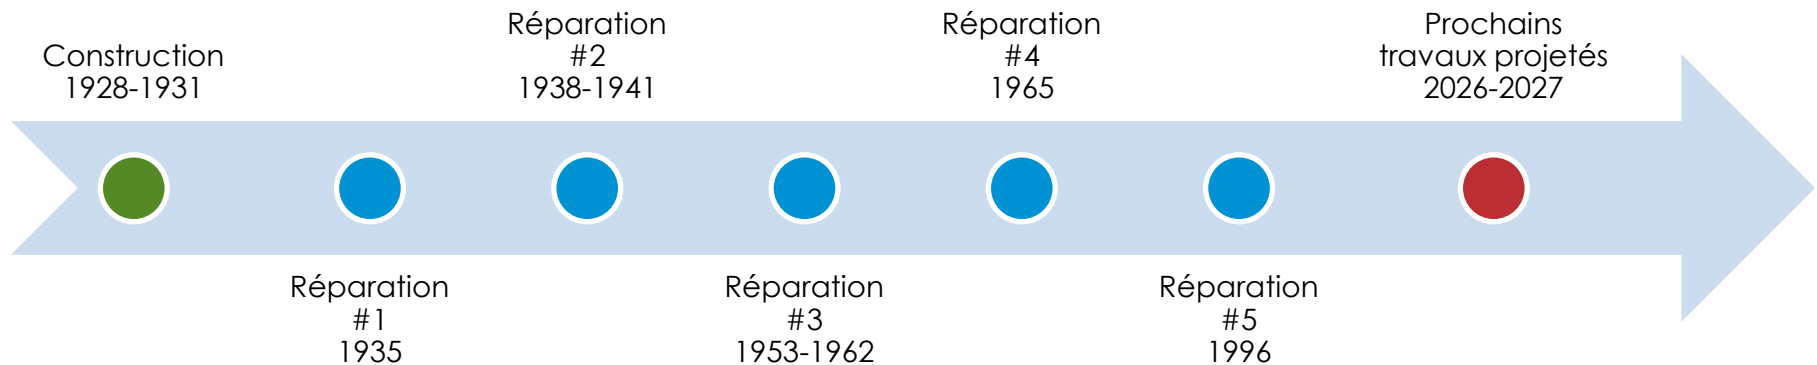 Construction
1928-1931
Réparation
#1
1935
Réparation
#2
1938-1941
Réparation
#3
1953-1962
Réparation
#4
1965
Réparation
#5
1996
Prochains
travaux projetés
2026-2027